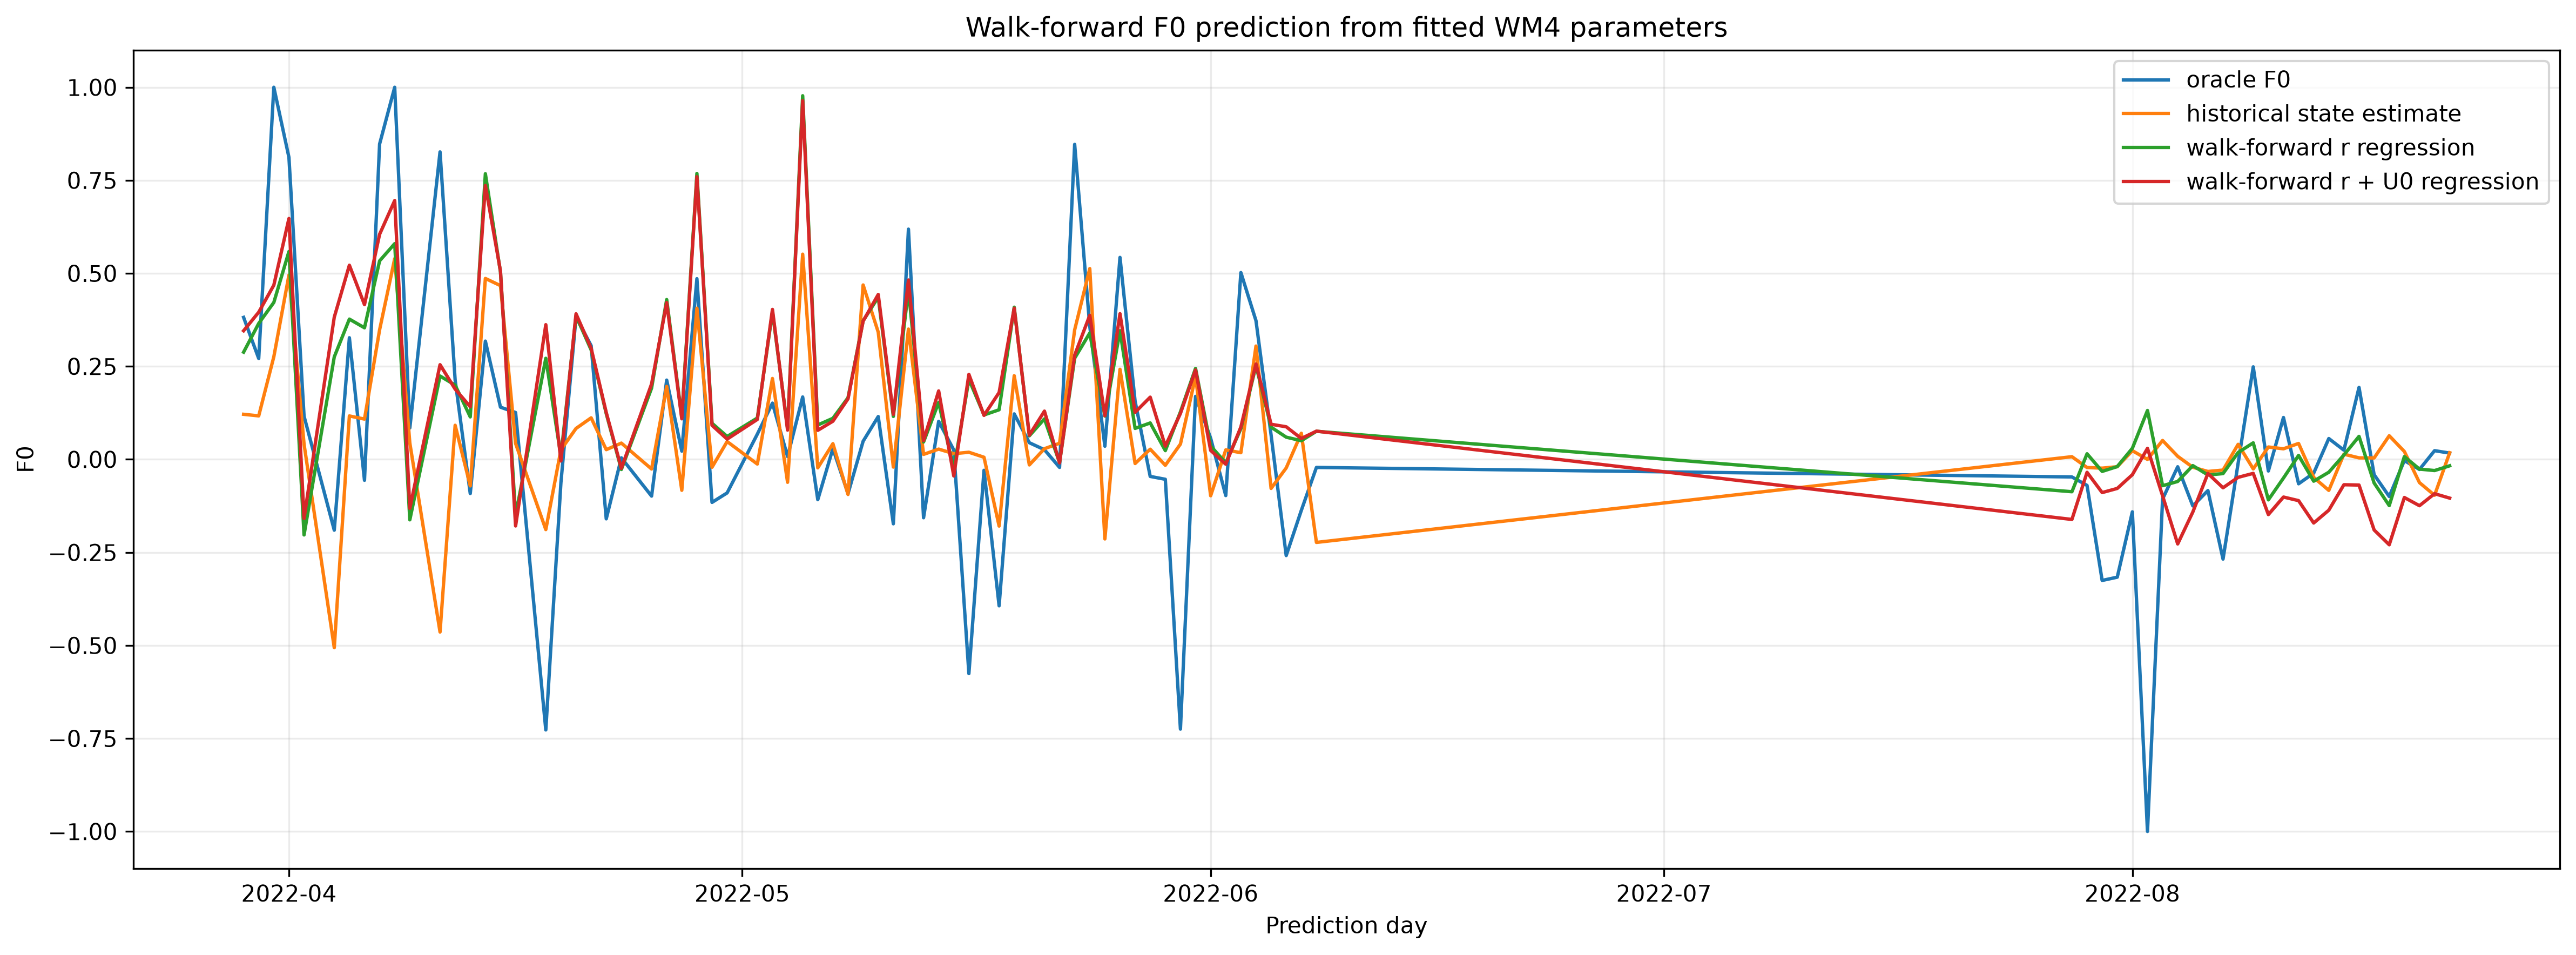 Walk-forward F0 prediction from fitted WM4 parameters
oracle F0
historical state estimate
walk-forward r regression
walk-forward r + U0 regression
F0
1.00
0.75
0.50
0.25
0.00
−0.25
−0.50
−0.75
−1.00
2022-04
2022-05
2022-06
2022-07
2022-08
Prediction day